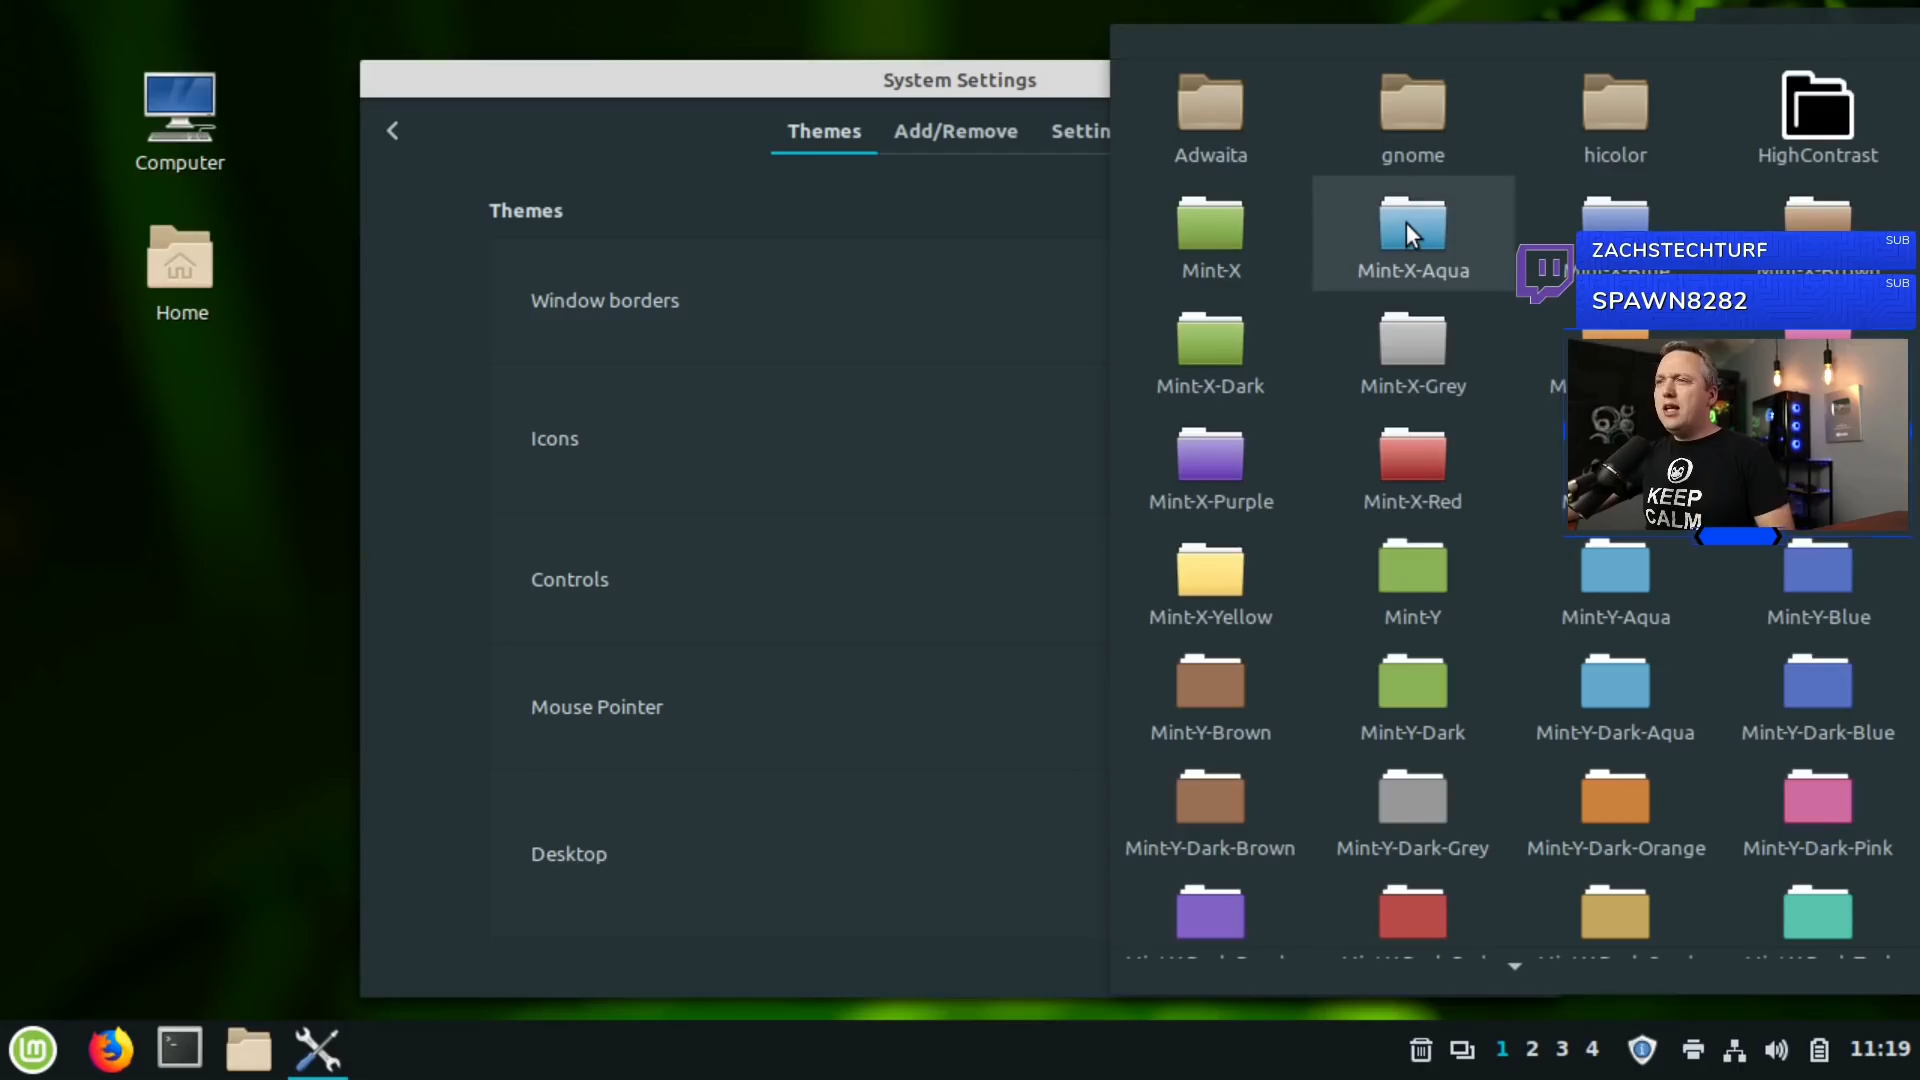 System Settings
Computer
Home
Themes
Add/Remove
Settin
Themes
Window borders
Icons
Controls
Mouse Pointer
Desktop
Adwaita
gnome
hicolor
HighContrast
Mint-X
Mint-X-Aqua
ZACHSTECHTURF
SUB
SPAWN8282
SUB
Mint-X-Dark
Mint-X-Grey
M
KEEP
CALM
Mint-X-Purple
Mint-X-Red
Mint-X-Yellow
Mint-Y
Mint-Y-Aqua
Mint-Y-Blue
Mint-Y-Brown
Mint-Y-Dark
Mint-Y-Dark-Aqua
Mint-Y-Dark-Blue
Mint-Y-Dark-Brown
Mint-Y-Dark-Grey
Mint-Y-Dark-Orange
Mint-Y-Dark-Pink
1 2 3 4
11:19